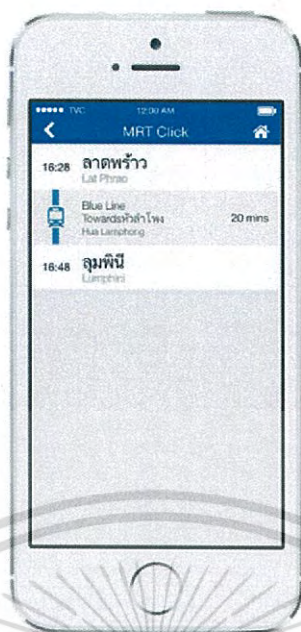 TVC 12:00 AM
MRT Click
16:28 ลาดพร้าว
Lat Phrao
Blue Line
Towardsหัวลำโพง 20 mins
Hua Lamphong
16:48 ลุมพินี
Lumphini